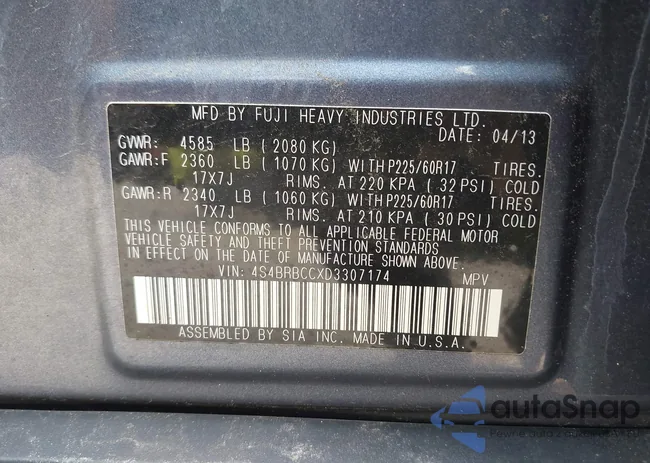 MFD BY FUJI HEAVY INDUSTRIES LTD.
DATE: 04/13
GVWR: 4585 LB ( 2080 KG)
GAWR:F 2360 LB ( 1070 KG) WITH P225/60R17 TIRES.
17X7J RIMS. AT 220 KPA ( 32 PSI) COLD
GAWR:R 2340 LB ( 1060 KG) WITH P225/60R17 TIRES.
17X7J RIMS. AT 210 KPA ( 30 PSI) COLD
THIS VEHICLE CONFORMS TO ALL APPLICABLE FEDERAL MOTOR
VEHICLE SAFETY AND THEFT PREVENTION STANDARDS
IN EFFECT ON THE DATE OF MANUFACTURE SHOWN ABOVE.
VIN: 4S4BRBCCXD3307174 MPV
ASSEMBLED BY SIA INC. MADE IN U.S.A.
autoSnap